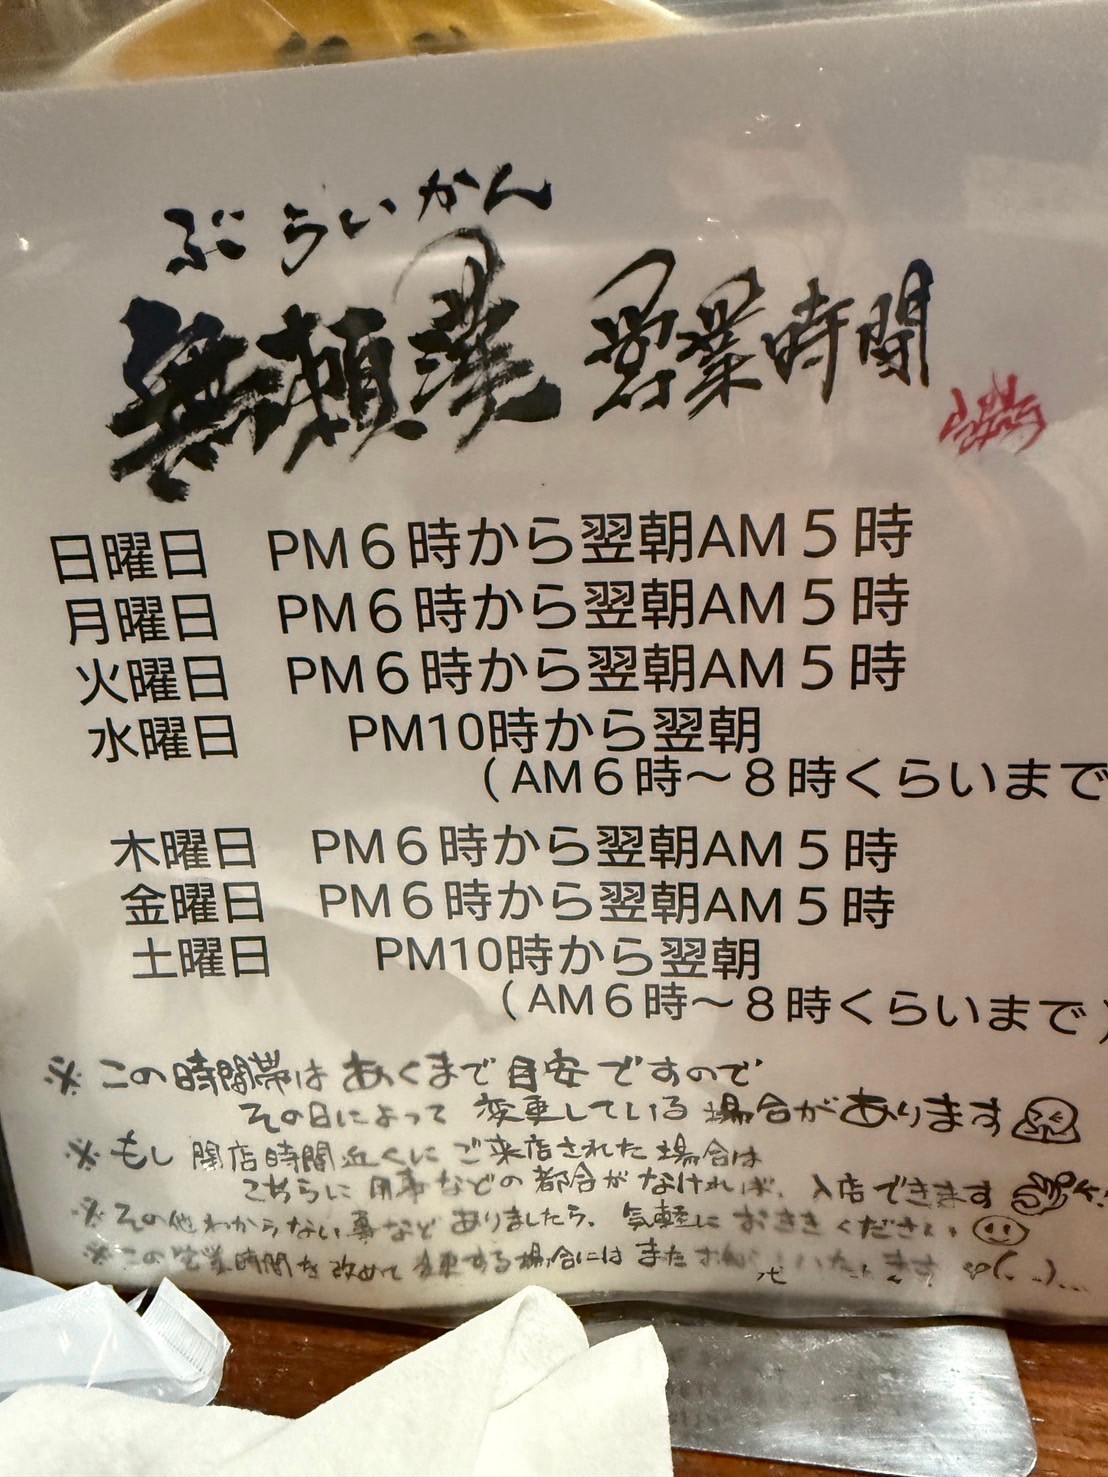 ぶらいかん
無頼漢 営業時間
日曜日 PM6時から翌朝AM5時
月曜日 PM6時から翌朝AM5時
火曜日 PM6時から翌朝AM5時
水曜日 PM10時から翌朝
(AM6時～8時くらいまで
木曜日 PM6時から翌朝AM5時
金曜日 PM6時から翌朝AM5時
土曜日 PM10時から翌朝
(AM6時～8時くらいまで)
※この時間帯はあくまで目安ですので
その日によって変更している場合があります
※もし閉店時間近くにご来店された場合は
こちらに用事などの都合がなければ、入店できます
※その他わからない事などありましたら、気軽におききください
※この営業時間を改めて変更する場合にはまた